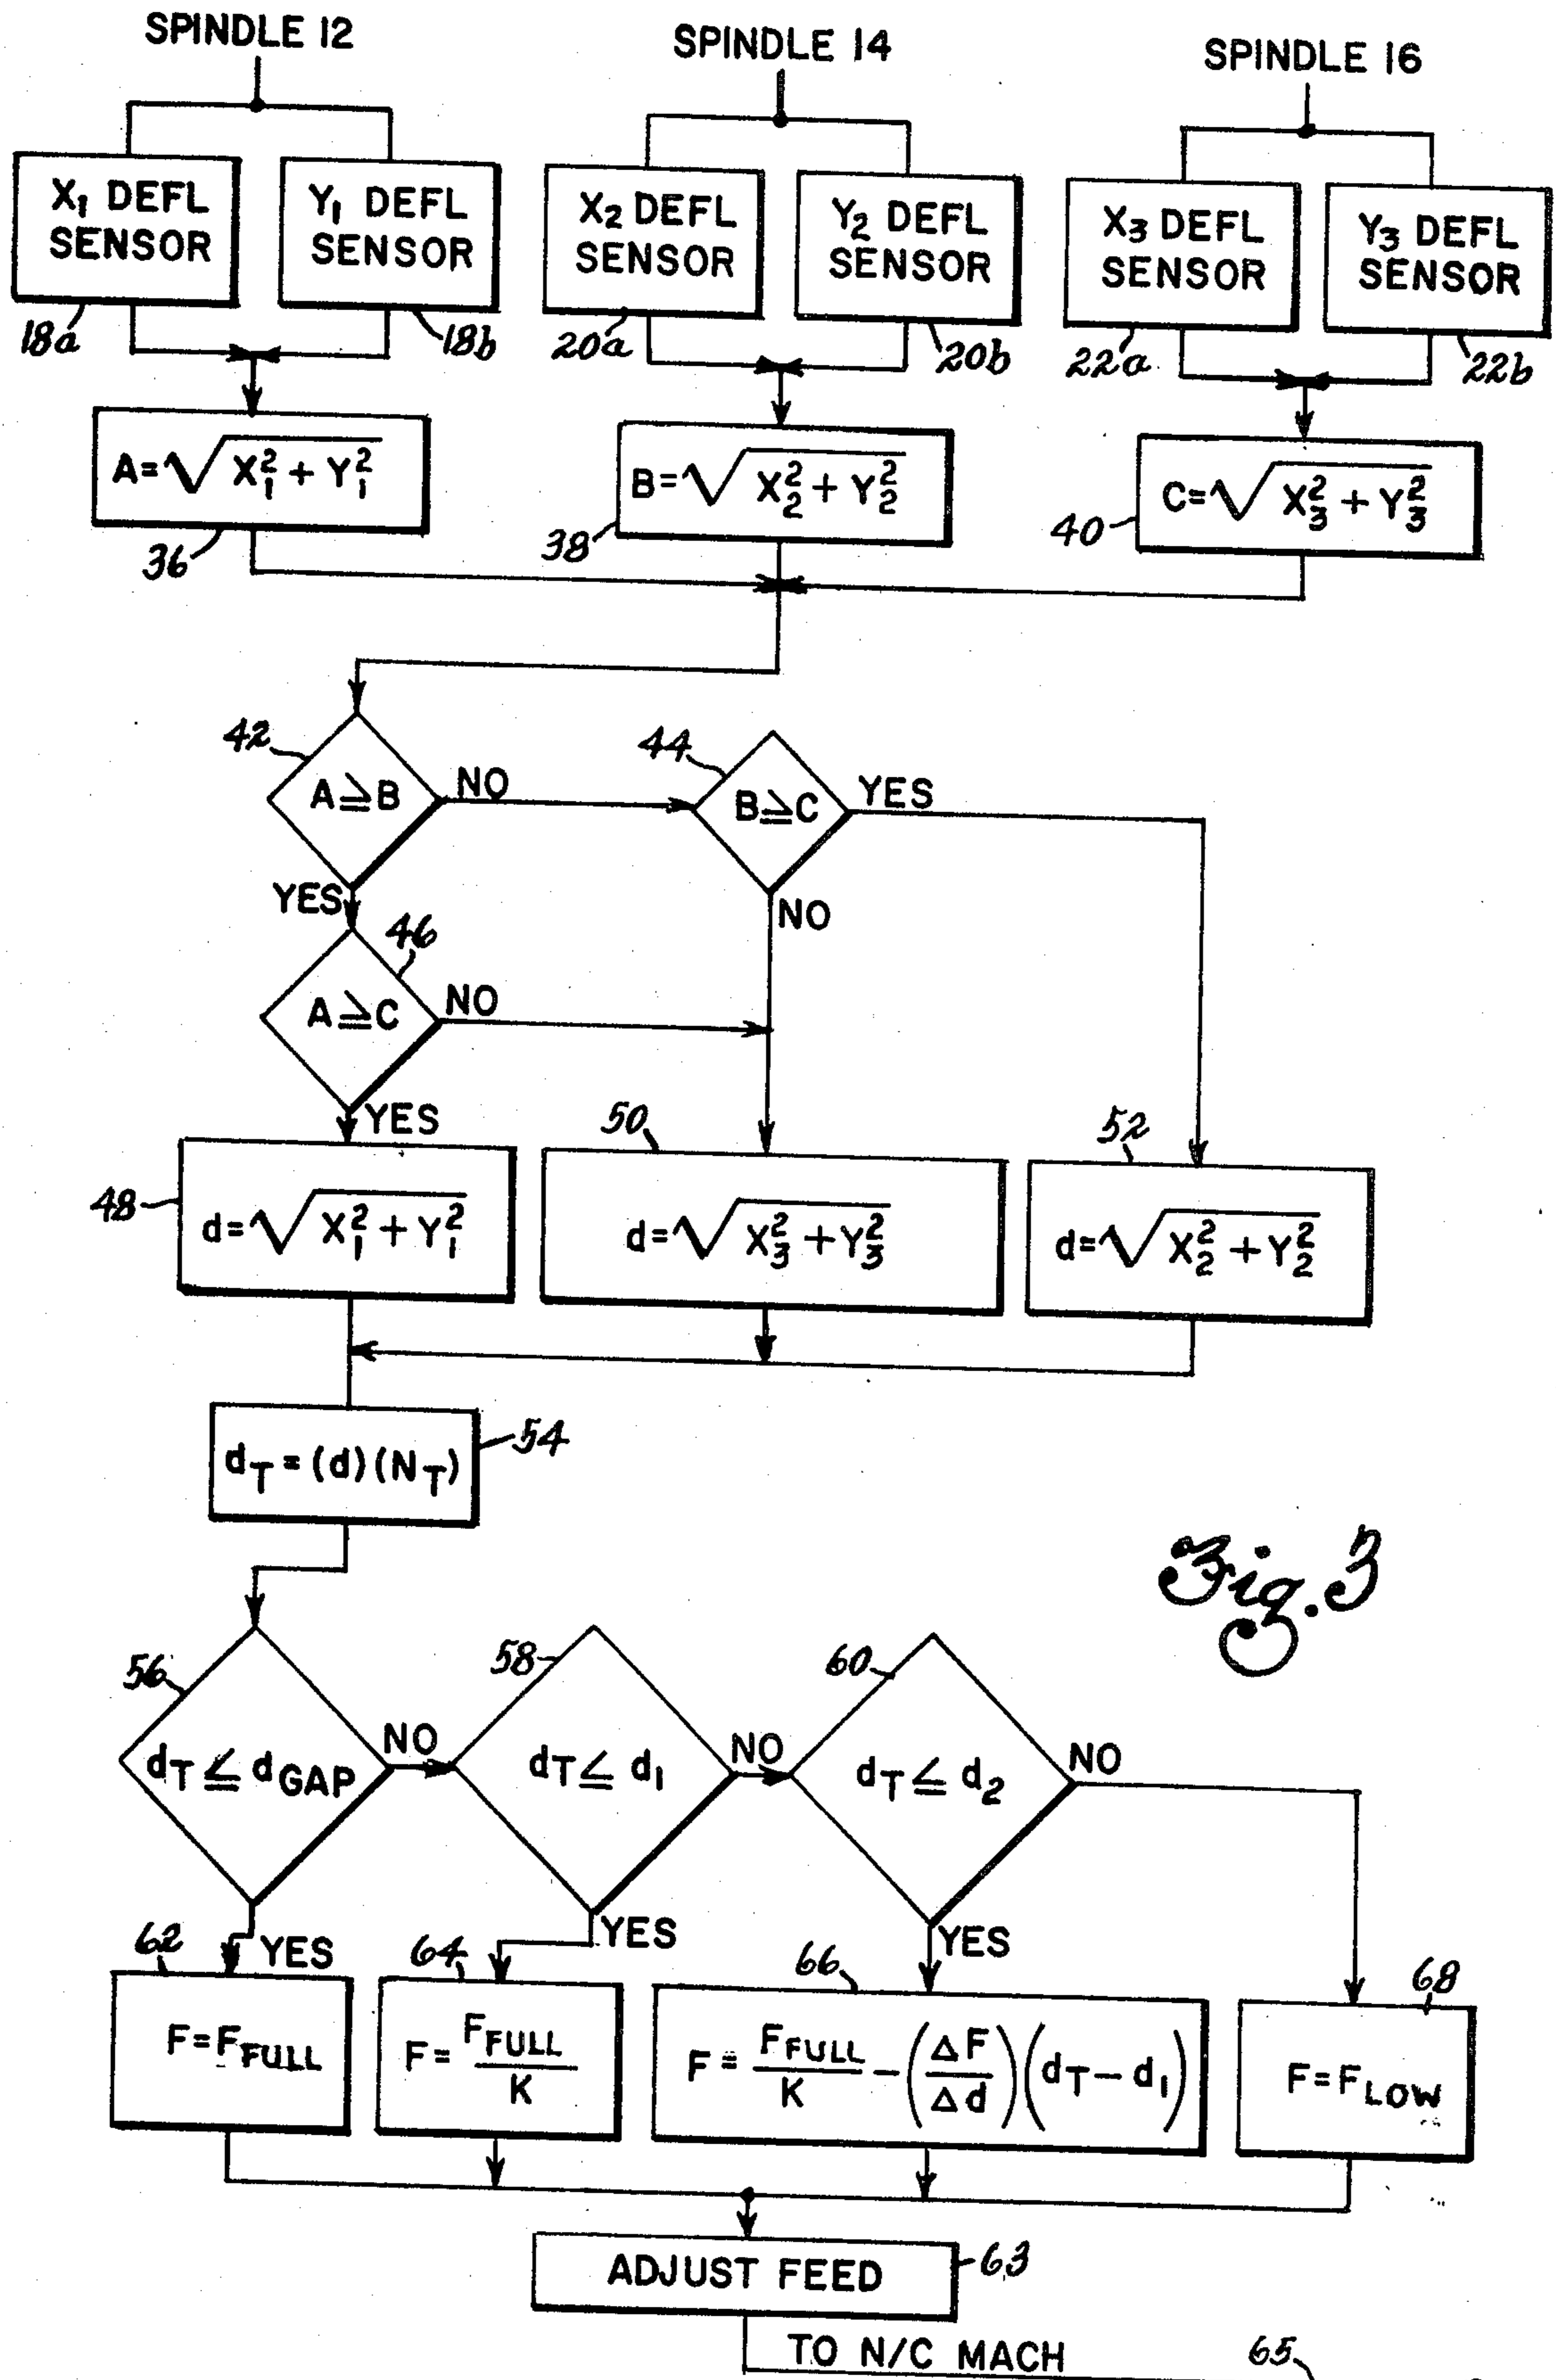 SPINDLE 12
SPINDLE 14
SPINDLE 16
X₁ DEFL
SENSOR
Y₁ DEFL
SENSOR
X₂ DEFL
SENSOR
Y₂ DEFL
SENSOR
X₃ DEFL
SENSOR
Y₃ DEFL
SENSOR
18a
18b
20a
20b
22a
22b
A=√(X₁²+Y₁²)
B=√(X₂²+Y₂²)
C=√(X₃²+Y₃²)
36
38
40
42
A≧B
NO
44
B≧C
YES
YES
NO
46
A≧C
NO
YES
48
d=√(X₁²+Y₁²)
50
d=√(X₃²+Y₃²)
52
d=√(X₂²+Y₂²)
dT=(d)(NT)
54
Fig. 3
56
dT≦dGAP
NO
58
dT≦d₁
NO
60
dT≦d₂
NO
YES
YES
YES
62
F=FFULL
64
F=FFULL/K
66
F=FFULL/K-(ΔF/Δd)(dT-d₁)
68
F=FLOW
ADJUST FEED
63
TO N/C MACH
65